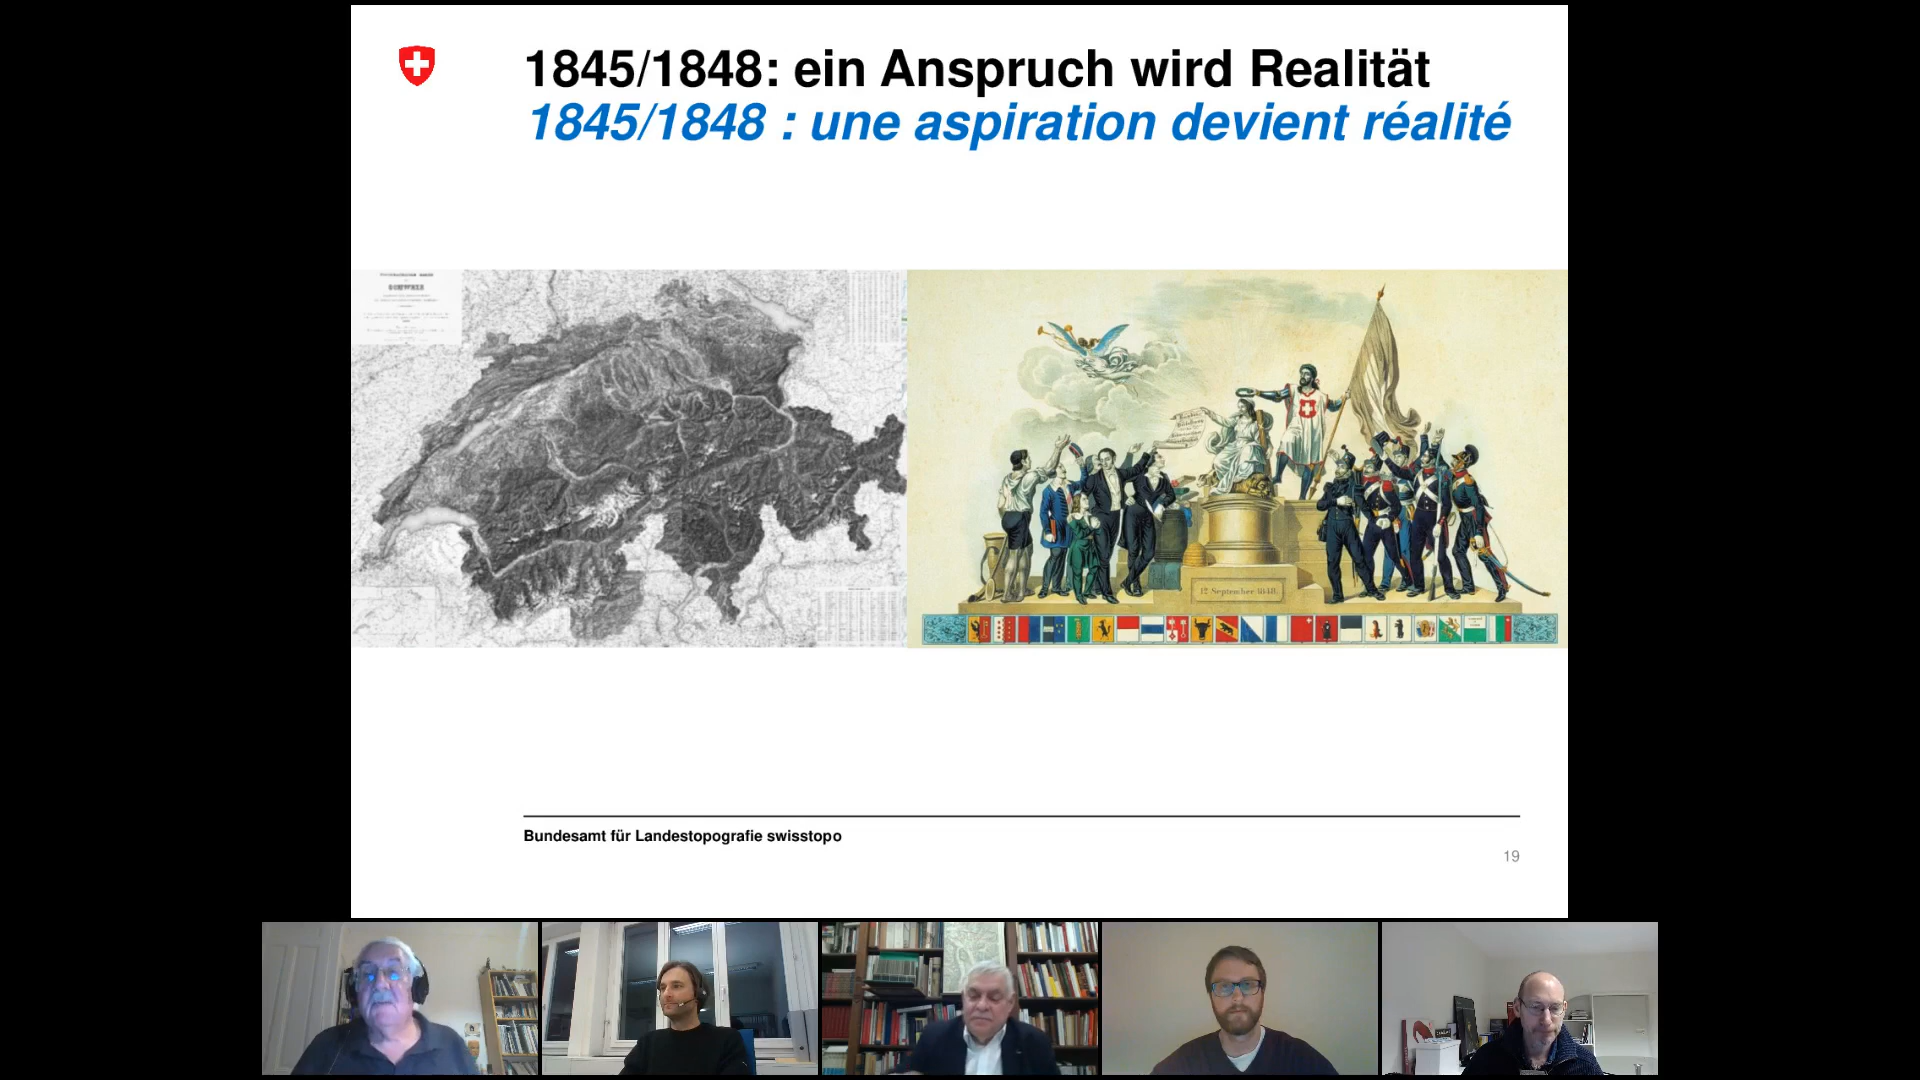 1845/1848: ein Anspruch wird Realität
1845/1848 : une aspiration devient réalité
SCHWEIZ
12 September 1848.
Bundesamt für Landestopografie swisstopo
19